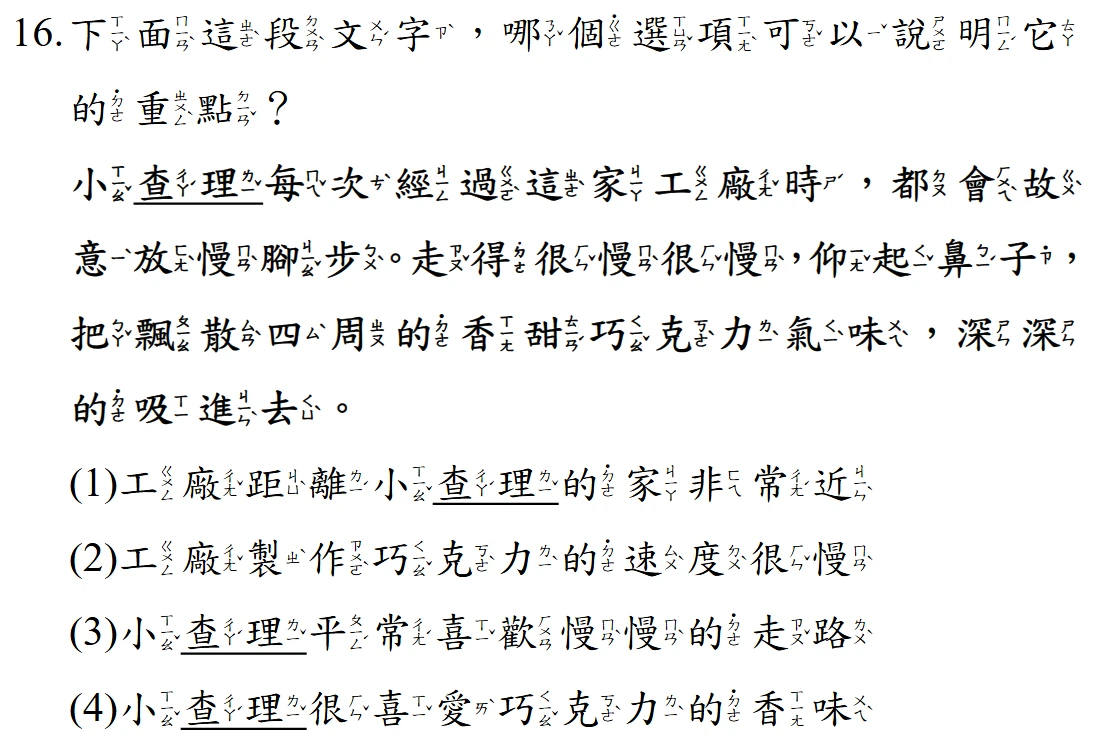 16.下面這段文字，哪個選項可以說明它
的重點？
小查理每次經過這家工廠時，都會故
意放慢腳步。走得很慢很慢，仰起鼻子，
把飄散四周的香甜巧克力氣味，深深
的吸進去。
(1)工廠距離小查理的家非常近
(2)工廠製作巧克力的速度很慢
(3)小查理平常喜歡慢慢的走路
(4)小查理很喜愛巧克力的香味